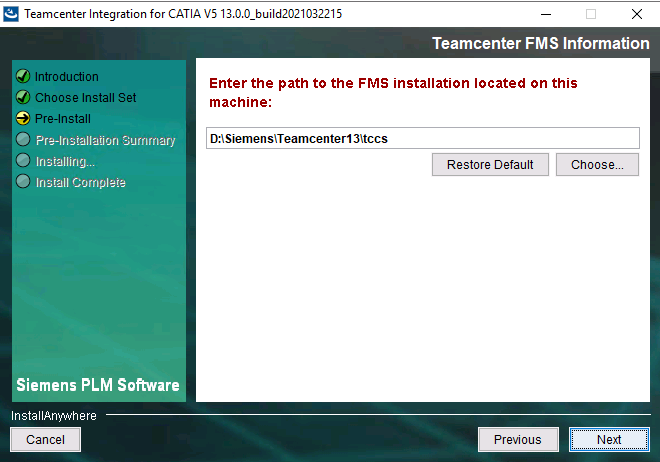 Teamcenter Integration for CATIA V5 13.0.0_build2021032215
Teamcenter FMS Information
Introduction
Choose Install Set
Pre-Install
Pre-Installation Summary
Installing...
Install Complete
Siemens PLM Software
Enter the path to the FMS installation located on this
machine:
D:\Siemens\Teamcenter13\tccs
Restore Default
Choose...
InstallAnywhere
Cancel
Previous
Next